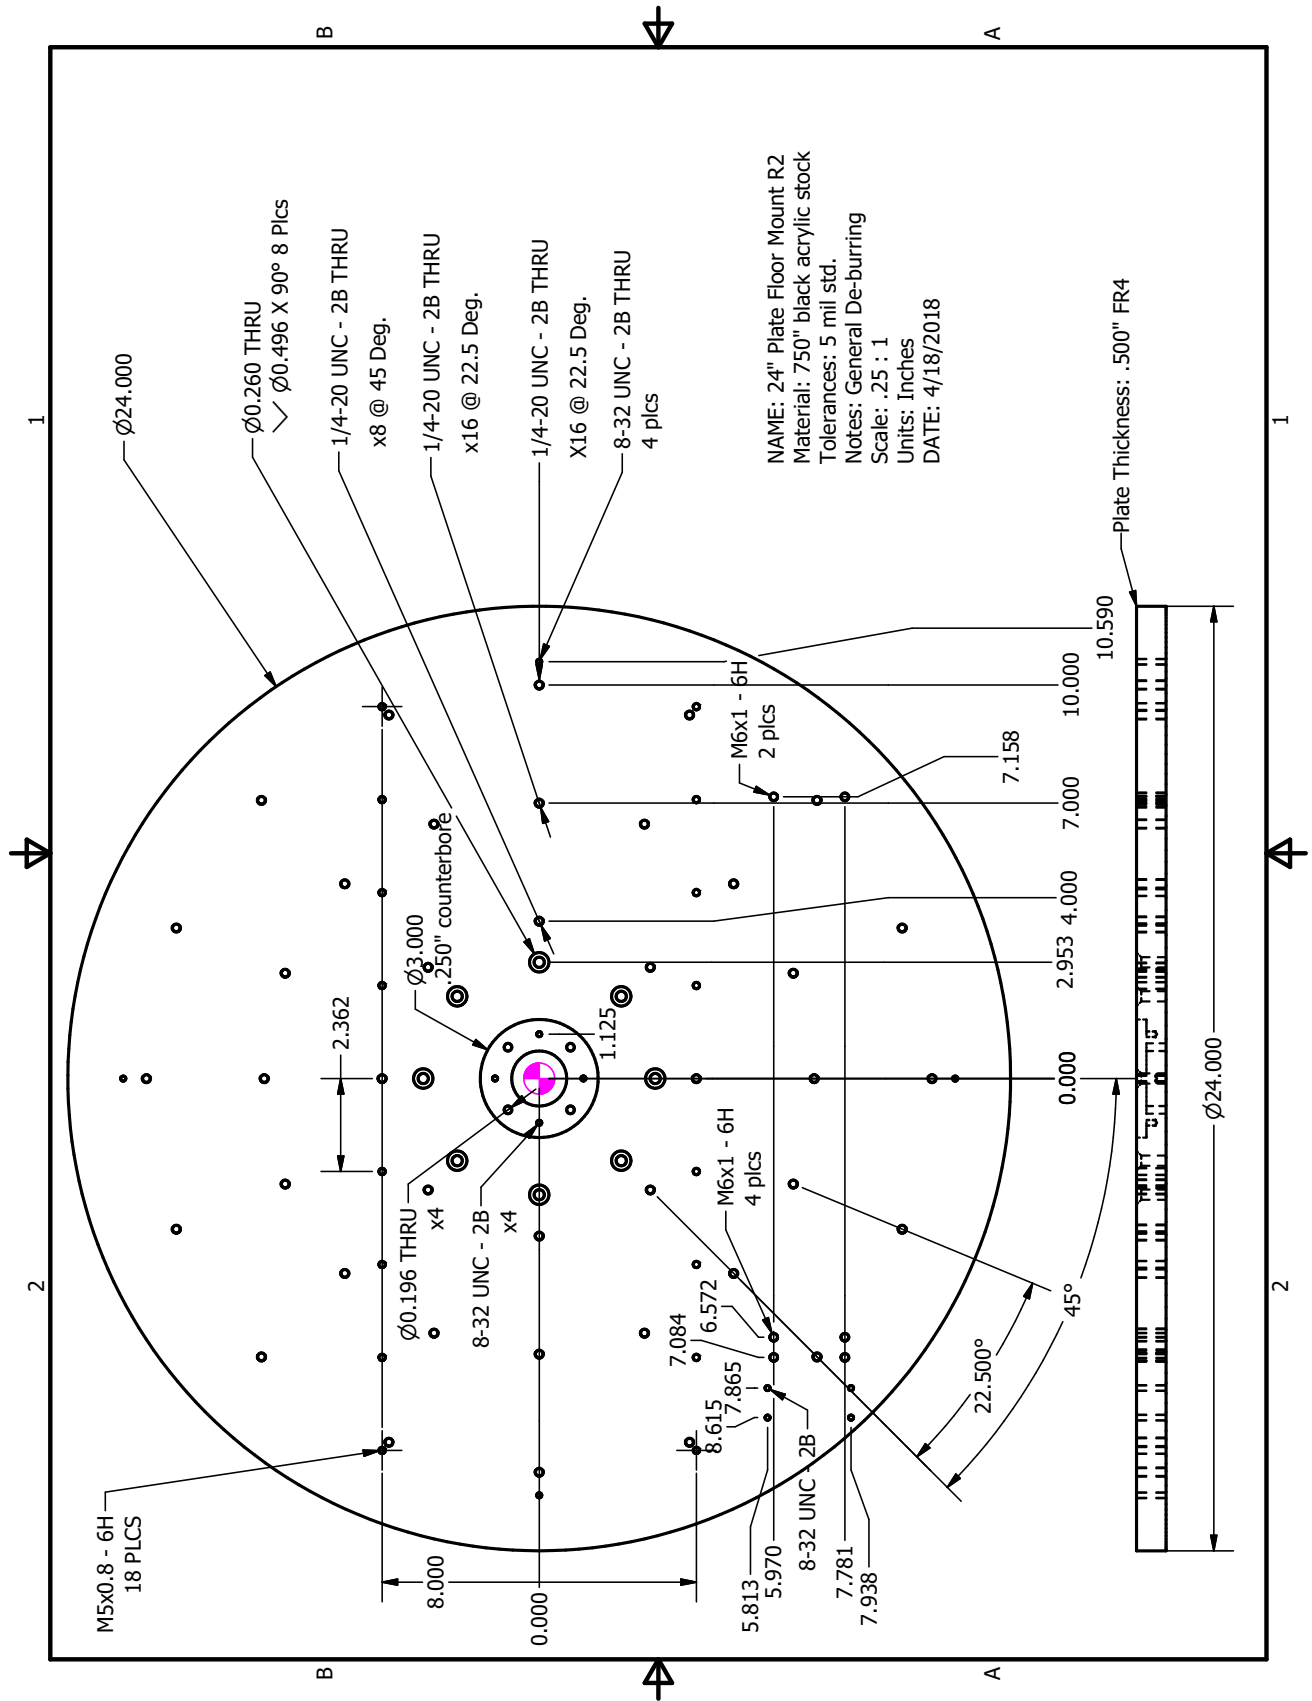 2
1
B
B
A
A
2
1
M5x0.8 - 6H
18 PLCS
2.362
Ø24.000
Ø0.260 THRU
Ø0.496 X 90° 8 Plcs
1/4-20 UNC - 2B THRU
x8 @ 45 Deg.
1/4-20 UNC - 2B THRU
x16 @ 22.5 Deg.
1/4-20 UNC - 2B THRU
X16 @ 22.5 Deg.
8-32 UNC - 2B THRU
4 plcs
Ø3.000
.250" counterbore
Ø0.196 THRU
x4
8-32 UNC - 2B
x4
8.000
0.000
1.125
M6x1 - 6H
4 plcs
M6x1 - 6H
2 plcs
6.572
7.084
7.865
8.615
5.813
5.970
8-32 UNC - 2B
7.781
7.938
22.500°
45°
0.000
2.953
4.000
7.000
7.158
10.000
10.590
NAME: 24" Plate Floor Mount R2
Material: 750" black acrylic stock
Tolerances: 5 mil std.
Notes: General De-burring
Scale: .25 : 1
Units: Inches
DATE: 4/18/2018
Plate Thickness: .500" FR4
Ø24.000